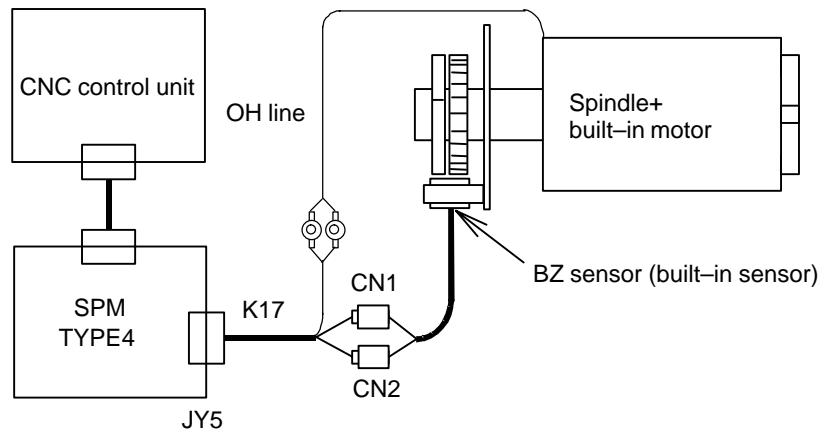 CNC control unit
OH line
Spindle+
built–in motor
BZ sensor (built–in sensor)
SPM
TYPE4
K17
CN1
CN2
JY5